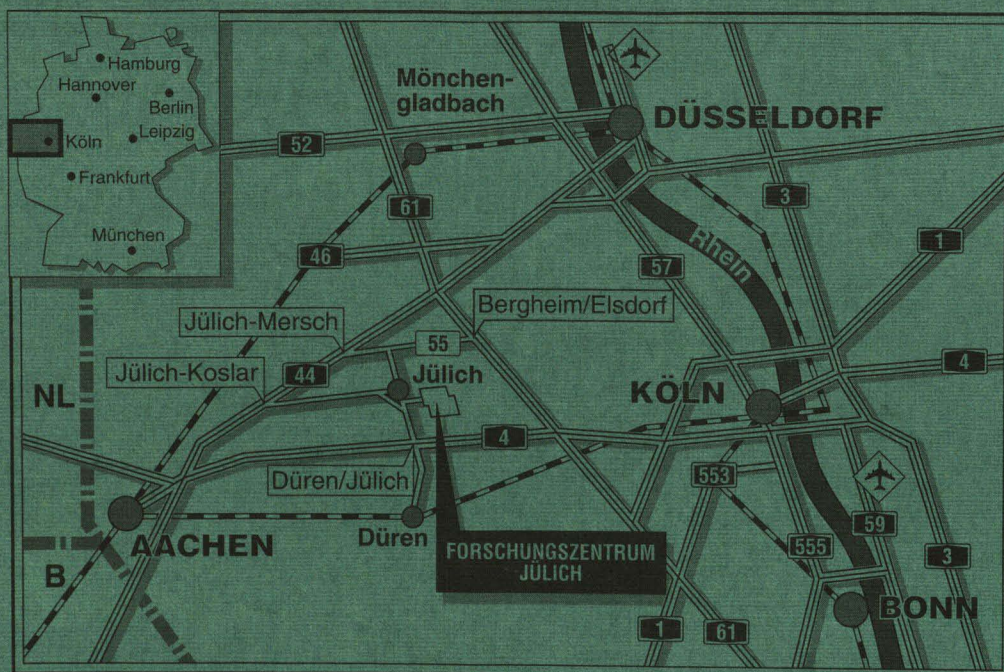 Hamburg
Hannover
Berlin
Leipzig
Köln
Frankfurt
München
Mönchen-
gladbach
DÜSSELDORF
52
61
3
1
46
57
Rhein
Bergheim/Elsdorf
Jülich-Mersch
55
Jülich-Koslar
44
Jülich
4
NL
KÖLN
4
553
Düren/Jülich
59
AACHEN
Düren
FORSCHUNGSZENTRUM
JÜLICH
555
3
B
BONN
1
61